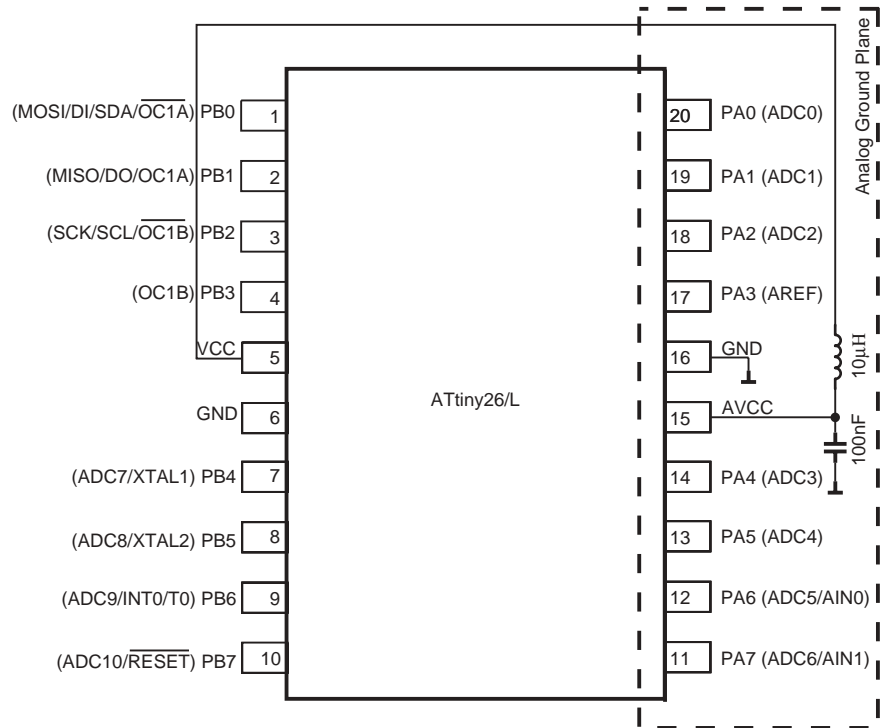 Analog Ground Plane
(MOSI/DI/SDA/OC1A) PB0 1
20 PA0 (ADC0)
(MISO/DO/OC1A) PB1 2
19 PA1 (ADC1)
(SCK/SCL/OC1B) PB2 3
18 PA2 (ADC2)
(OC1B) PB3 4
17 PA3 (AREF)
VCC 5
16 GND
10µH
ATtiny26/L
GND 6
15 AVCC
100nF
(ADC7/XTAL1) PB4 7
14 PA4 (ADC3)
(ADC8/XTAL2) PB5 8
13 PA5 (ADC4)
(ADC9/INT0/T0) PB6 9
12 PA6 (ADC5/AIN0)
(ADC10/RESET) PB7 10
11 PA7 (ADC6/AIN1)